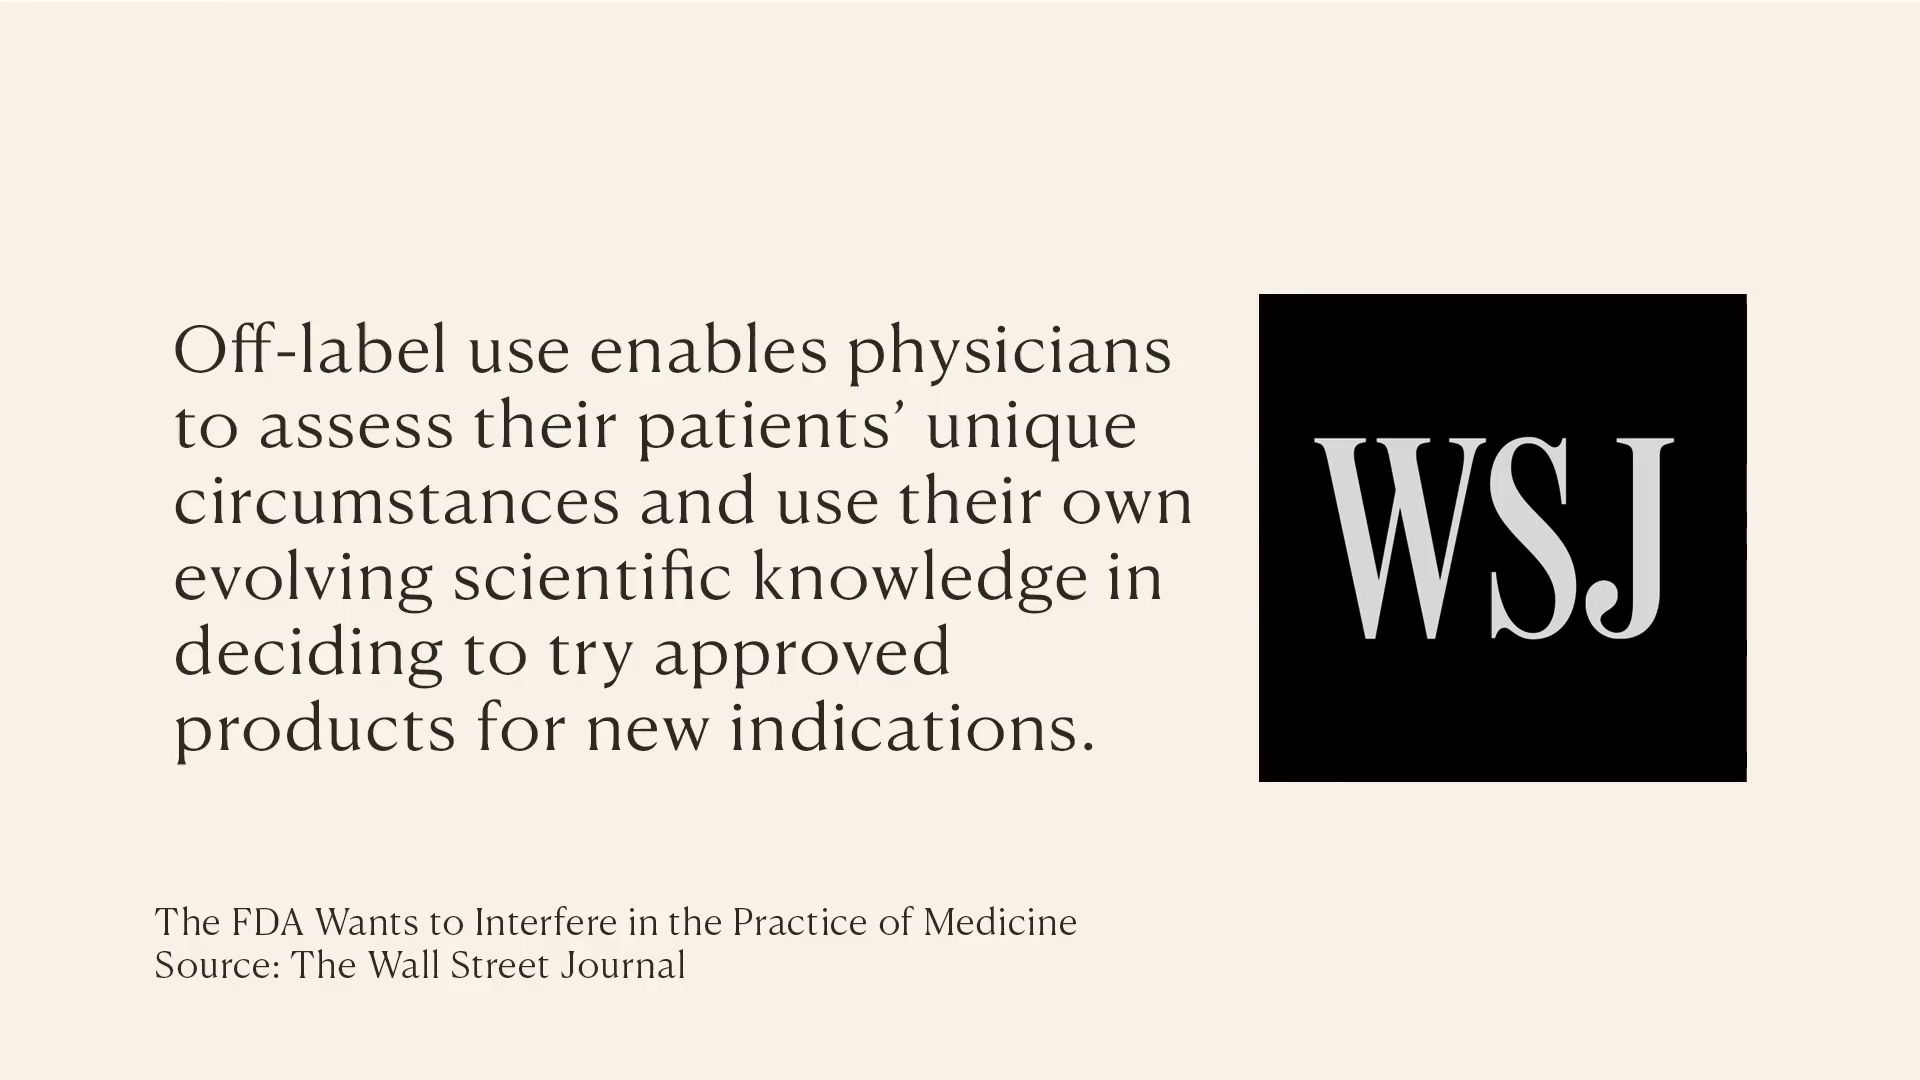 Off-label use enables physicians
to assess their patients’ unique
circumstances and use their own
evolving scientific knowledge in
deciding to try approved
products for new indications.
WSJ
The FDA Wants to Interfere in the Practice of Medicine
Source: The Wall Street Journal